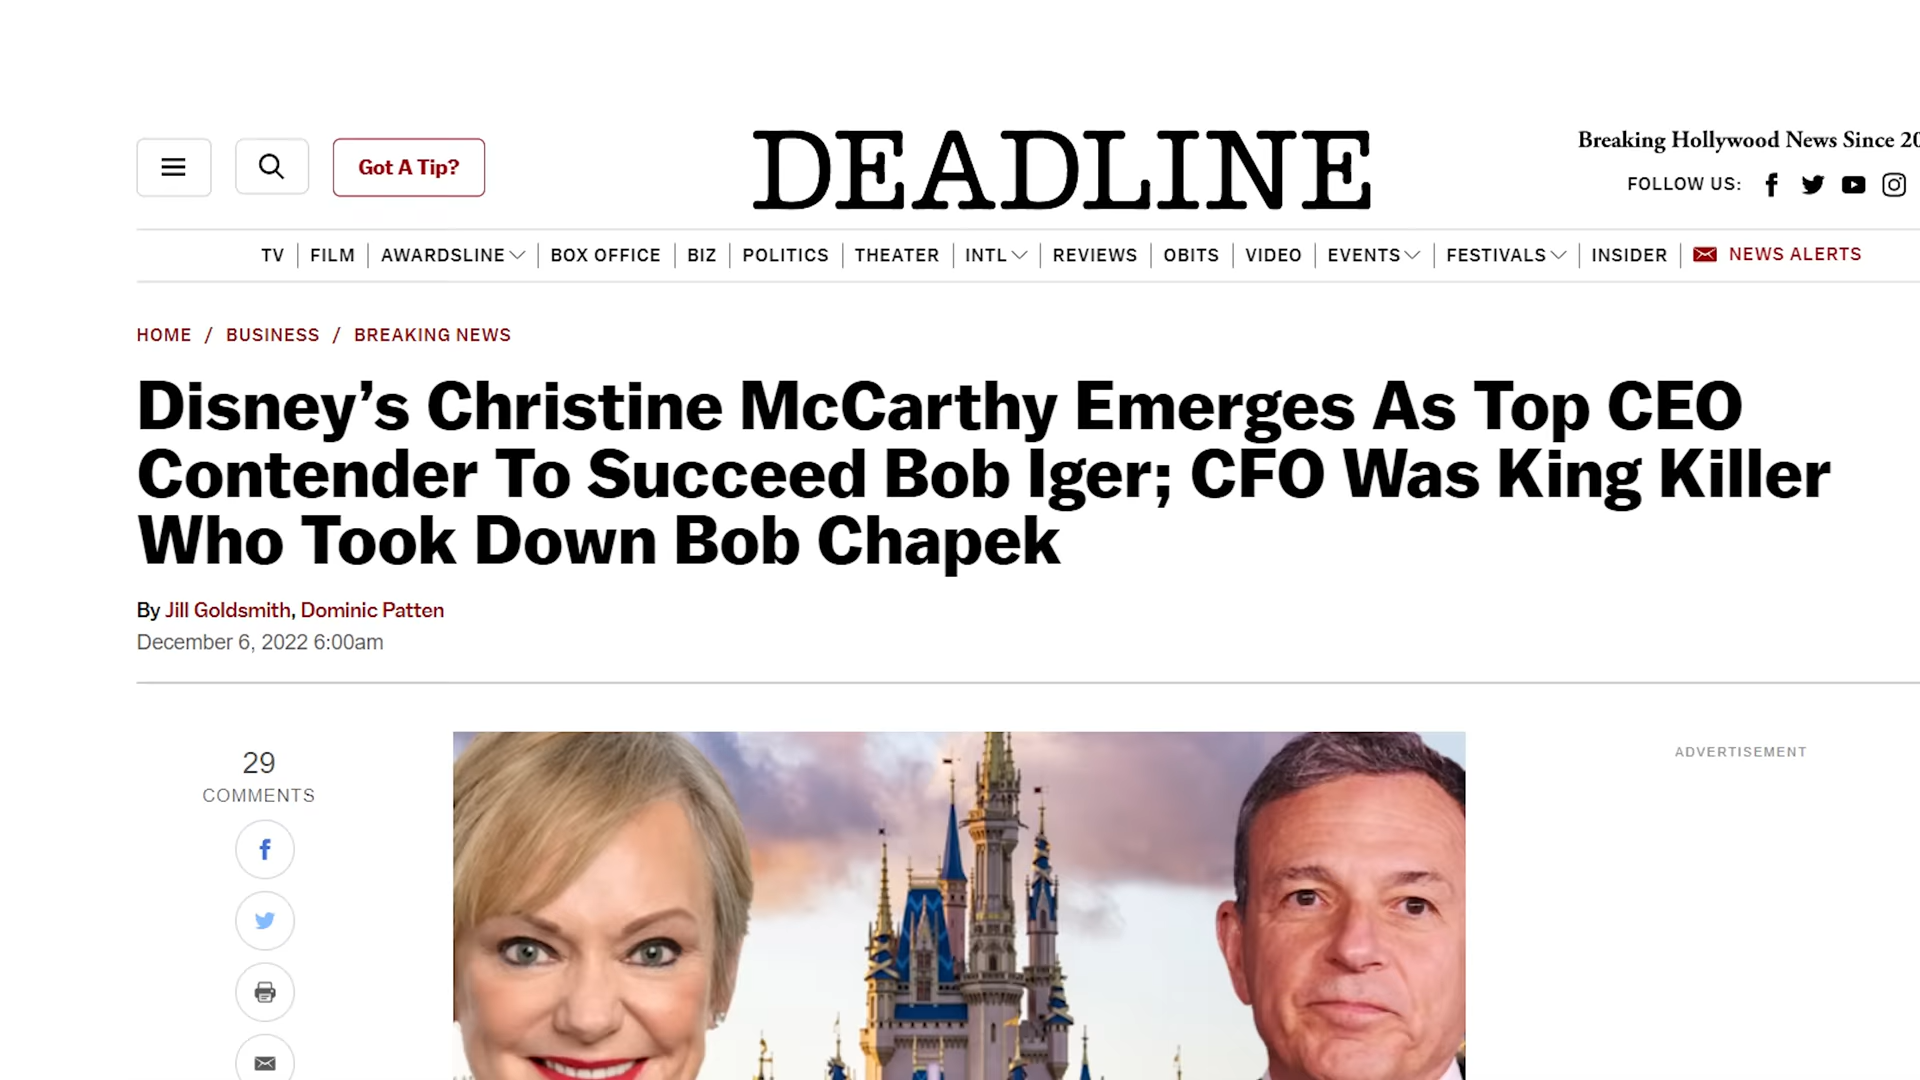 Got A Tip?
DEADLINE
Breaking Hollywood News Since 20
FOLLOW US:
TV
FILM
AWARDSLINE
BOX OFFICE
BIZ
POLITICS
THEATER
INTL
REVIEWS
OBITS
VIDEO
EVENTS
FESTIVALS
INSIDER
NEWS ALERTS
HOME / BUSINESS / BREAKING NEWS
Disney’s Christine McCarthy Emerges As Top CEO
Contender To Succeed Bob Iger; CFO Was King Killer
Who Took Down Bob Chapek
By Jill Goldsmith, Dominic Patten
December 6, 2022 6:00am
29
COMMENTS
ADVERTISEMENT